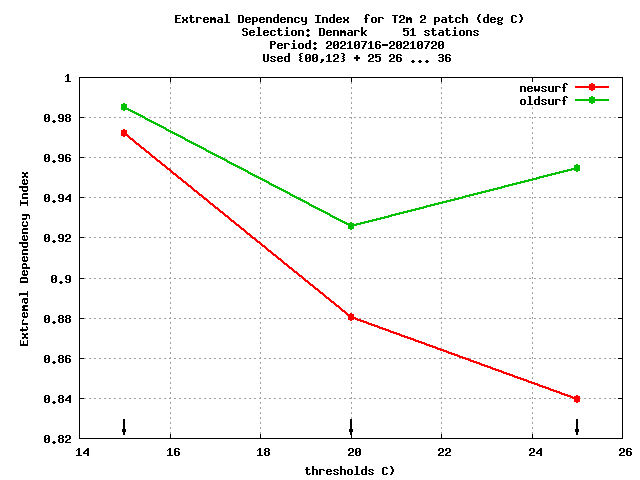 Extremal Dependency Index  for T2m 2 patch (deg C)
Selection: Denmark     51 stations
Period: 20210716-20210720
Used {00,12} + 25 26 ... 36
newsurf
oldsurf
1
0.98
0.96
0.94
0.92
0.9
0.88
0.86
0.84
0.82
Extremal Dependency Index
14 16 18 20 22 24 26
thresholds C)